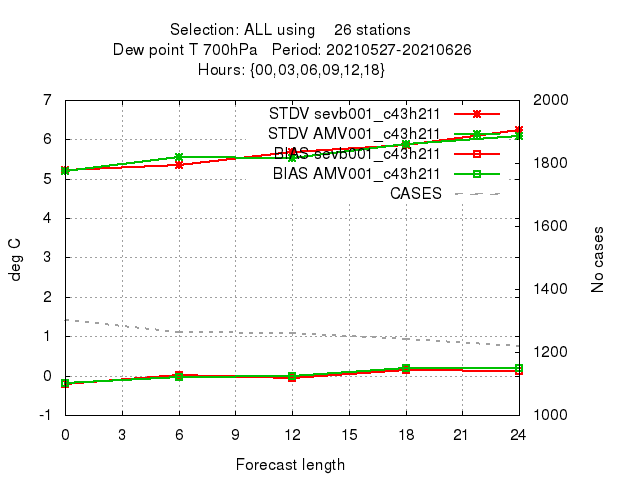 Selection: ALL using    26 stations
Dew point T 700hPa   Period: 20210527-20210626
Hours: {00,03,06,09,12,18}
7
6
5
4
3
2
1
0
-1
deg C
STDV sevb001_c43h211
STDV AMV001_c43h211
BIAS sevb001_c43h211
BIAS AMV001_c43h211
CASES
2000
1800
1600
1400
1200
1000
No cases
0 3 6 9 12 15 18 21 24
Forecast length